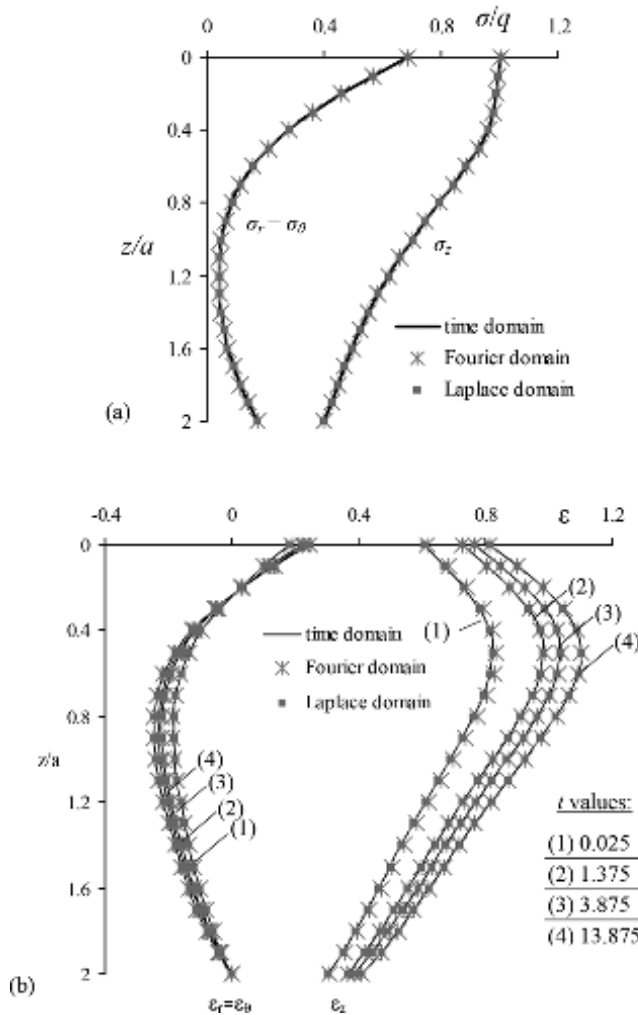 0 0.4 0.8 σ/q 1.2
0
0.4
0.8
z/a
1.2
1.6
2
σr − σθ
σz
time domain
Fourier domain
Laplace domain
(a)
-0.4 0 0.4 0.8 ε 1.2
0
0.4
0.8
z/a
1.2
1.6
2
(1)
(2)
(3)
(4)
time domain
Fourier domain
Laplace domain
(4)
(3)
(2)
(1)
t values:
(1) 0.025
(2) 1.375
(3) 3.875
(4) 13.875
(b)
εr=εθ εz